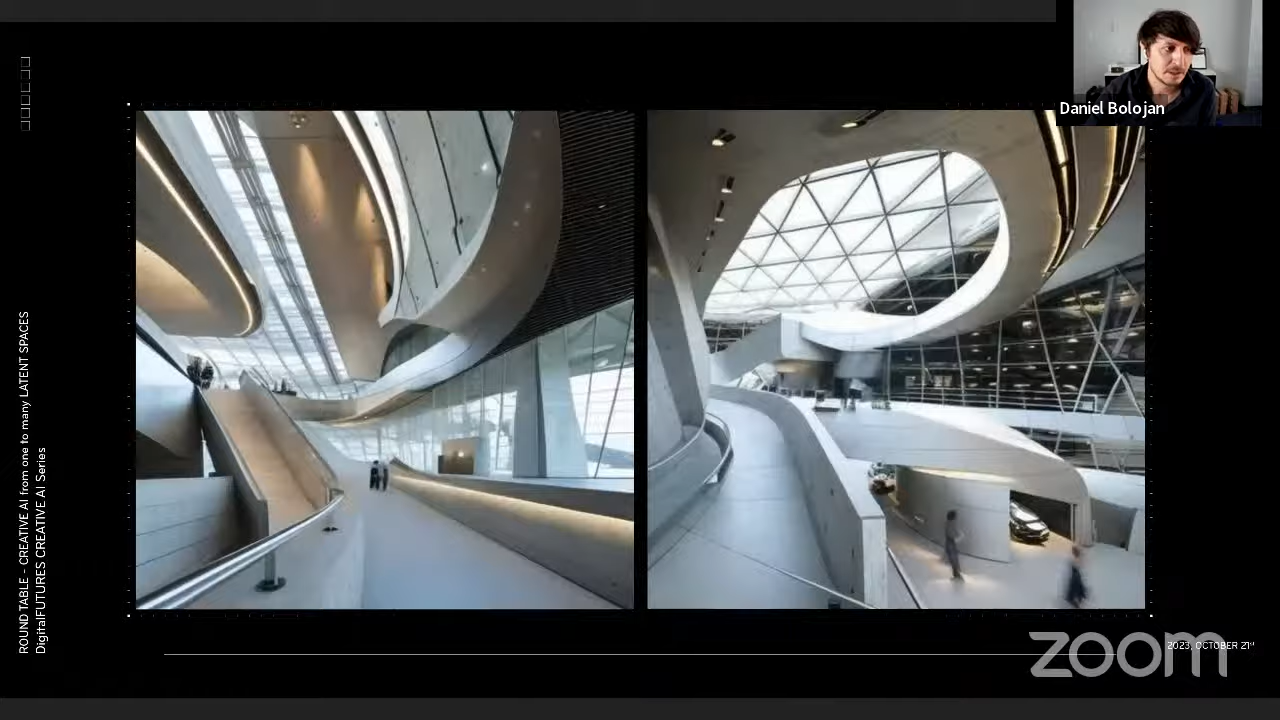 Daniel Bolojan
ROUND TABLE - CREATIVE AI from one to many LATENT SPACES
DigitalFUTURES CREATIVE AI Series
zoom
2023, OCTOBER 21ˢᵗ